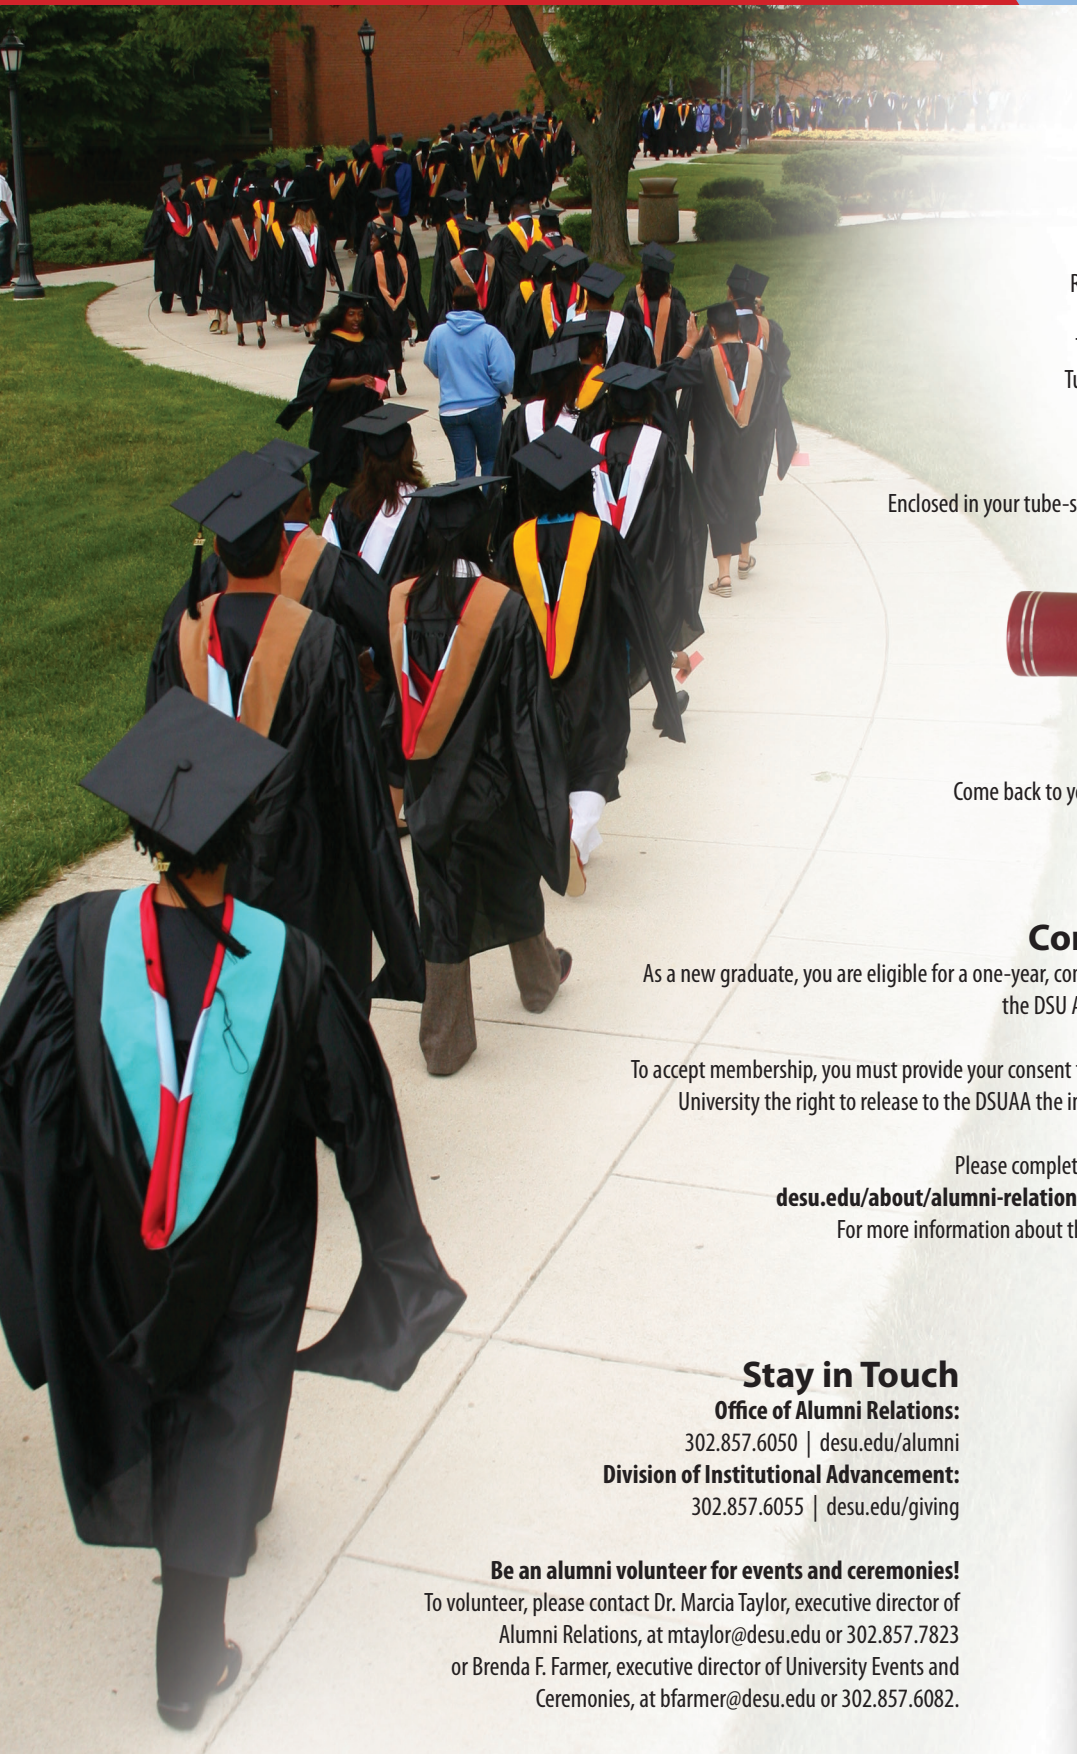 R
Tu
Enclosed in your tube-s
Come back to yo
Con
As a new graduate, you are eligible for a one-year, com
the DSU A
To accept membership, you must provide your consent t
University the right to release to the DSUAA the in
Please complet
desu.edu/about/alumni-relation
For more information about th
Stay in Touch
Office of Alumni Relations:
302.857.6050 | desu.edu/alumni
Division of Institutional Advancement:
302.857.6055 | desu.edu/giving
Be an alumni volunteer for events and ceremonies!
To volunteer, please contact Dr. Marcia Taylor, executive director of
Alumni Relations, at mtaylor@desu.edu or 302.857.7823
or Brenda F. Farmer, executive director of University Events and
Ceremonies, at bfarmer@desu.edu or 302.857.6082.